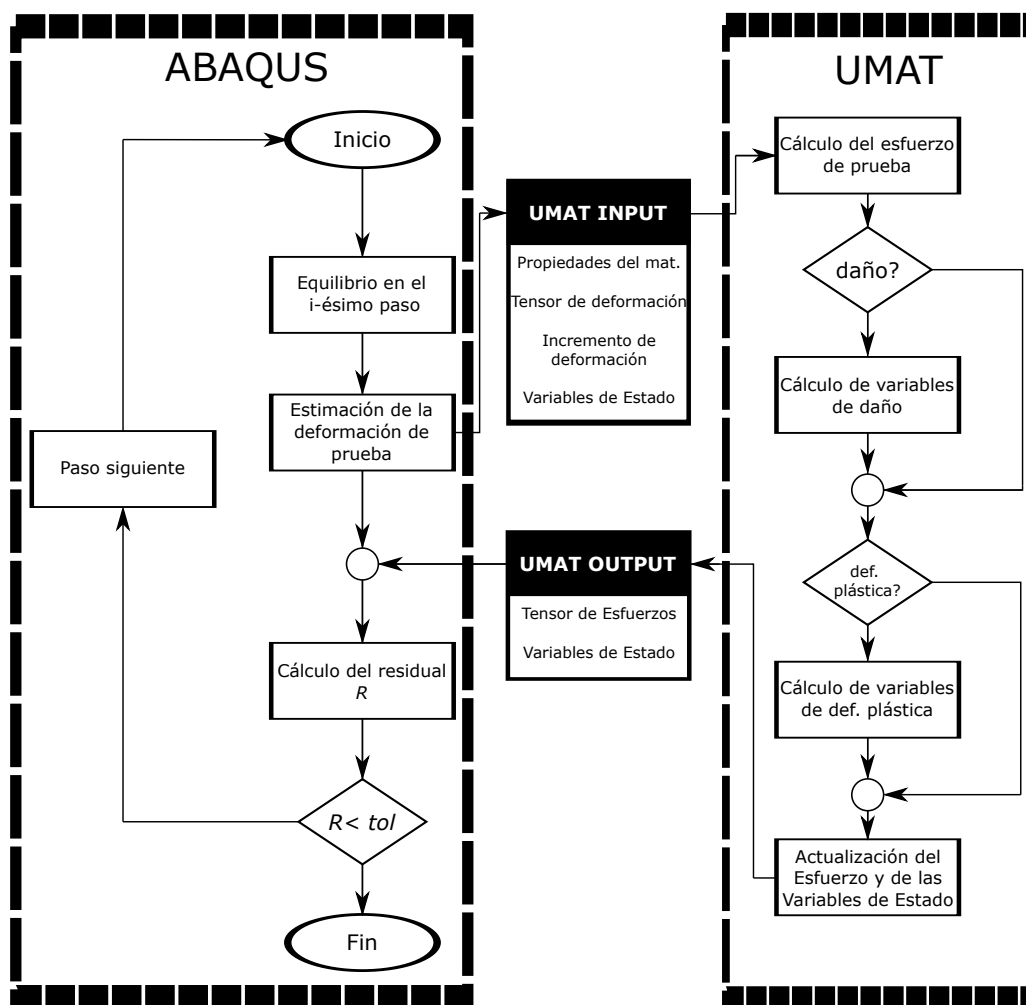 ABAQUS
Inicio
Equilibrio en el
i-ésimo paso
Estimación de la
deformación de
prueba
Paso siguiente
Cálculo del residual
R
R< tol
Fin
UMAT INPUT
Propiedades del mat.
Tensor de deformación
Incremento de
deformación
Variables de Estado
UMAT OUTPUT
Tensor de Esfuerzos
Variables de Estado
UMAT
Cálculo del esfuerzo
de prueba
daño?
Cálculo de variables
de daño
def.
plástica?
Cálculo de variables
de def. plástica
Actualización del
Esfuerzo y de las
Variables de Estado